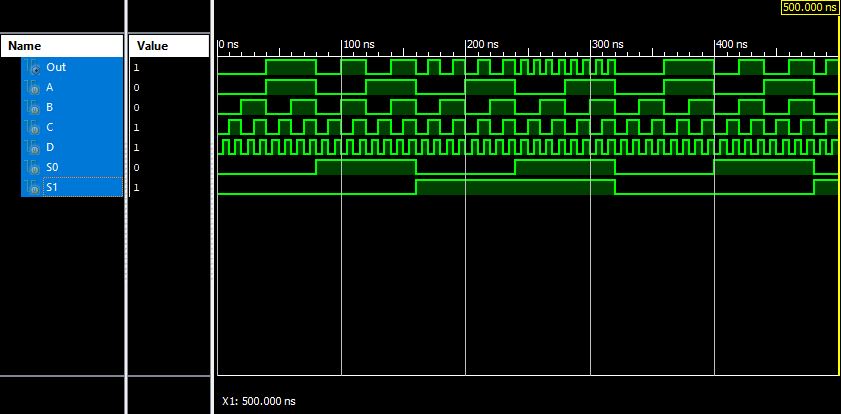 500.000 ns
Name Value 0 ns 100 ns 200 ns 300 ns 400 ns
Out 1
A 0
B 0
C 1
D 1
S0 0
S1 1
X1: 500.000 ns